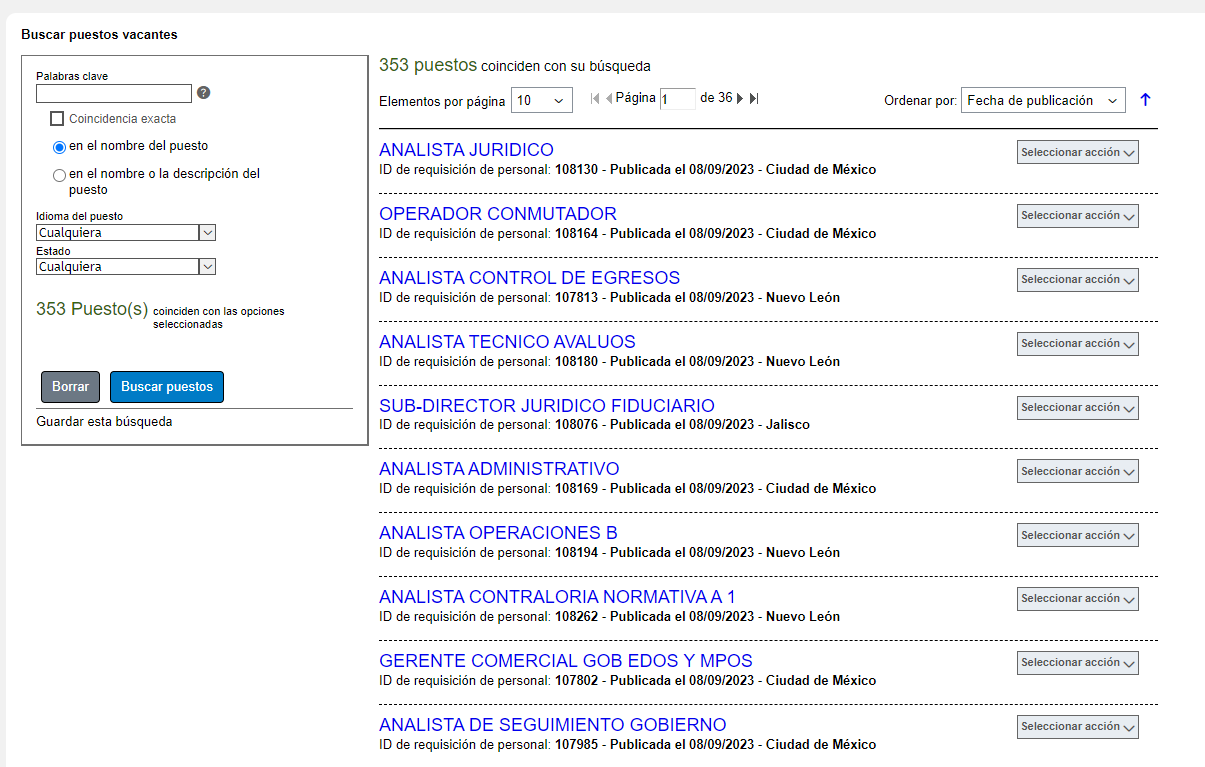 Buscar puestos vacantes
Palabras clave
?
Coincidencia exacta
en el nombre del puesto
en el nombre o la descripción del
puesto
Idioma del puesto
Cualquiera
Estado
Cualquiera
353 Puesto(s) coinciden con las opciones
seleccionadas
Borrar
Buscar puestos
Guardar esta búsqueda
353 puestos coinciden con su búsqueda
Elementos por página 10 Página 1 de 36 Ordenar por: Fecha de publicación
ANALISTA JURIDICO
Seleccionar acción
ID de requisición de personal: 108130 - Publicada el 08/09/2023 - Ciudad de México
OPERADOR CONMUTADOR
Seleccionar acción
ID de requisición de personal: 108164 - Publicada el 08/09/2023 - Ciudad de México
ANALISTA CONTROL DE EGRESOS
Seleccionar acción
ID de requisición de personal: 107813 - Publicada el 08/09/2023 - Nuevo León
ANALISTA TECNICO AVALUOS
Seleccionar acción
ID de requisición de personal: 108180 - Publicada el 08/09/2023 - Nuevo León
SUB-DIRECTOR JURIDICO FIDUCIARIO
Seleccionar acción
ID de requisición de personal: 108076 - Publicada el 08/09/2023 - Jalisco
ANALISTA ADMINISTRATIVO
Seleccionar acción
ID de requisición de personal: 108169 - Publicada el 08/09/2023 - Ciudad de México
ANALISTA OPERACIONES B
Seleccionar acción
ID de requisición de personal: 108194 - Publicada el 08/09/2023 - Nuevo León
ANALISTA CONTRALORIA NORMATIVA A 1
Seleccionar acción
ID de requisición de personal: 108262 - Publicada el 08/09/2023 - Nuevo León
GERENTE COMERCIAL GOB EDOS Y MPOS
Seleccionar acción
ID de requisición de personal: 107802 - Publicada el 08/09/2023 - Ciudad de México
ANALISTA DE SEGUIMIENTO GOBIERNO
Seleccionar acción
ID de requisición de personal: 107985 - Publicada el 08/09/2023 - Ciudad de México